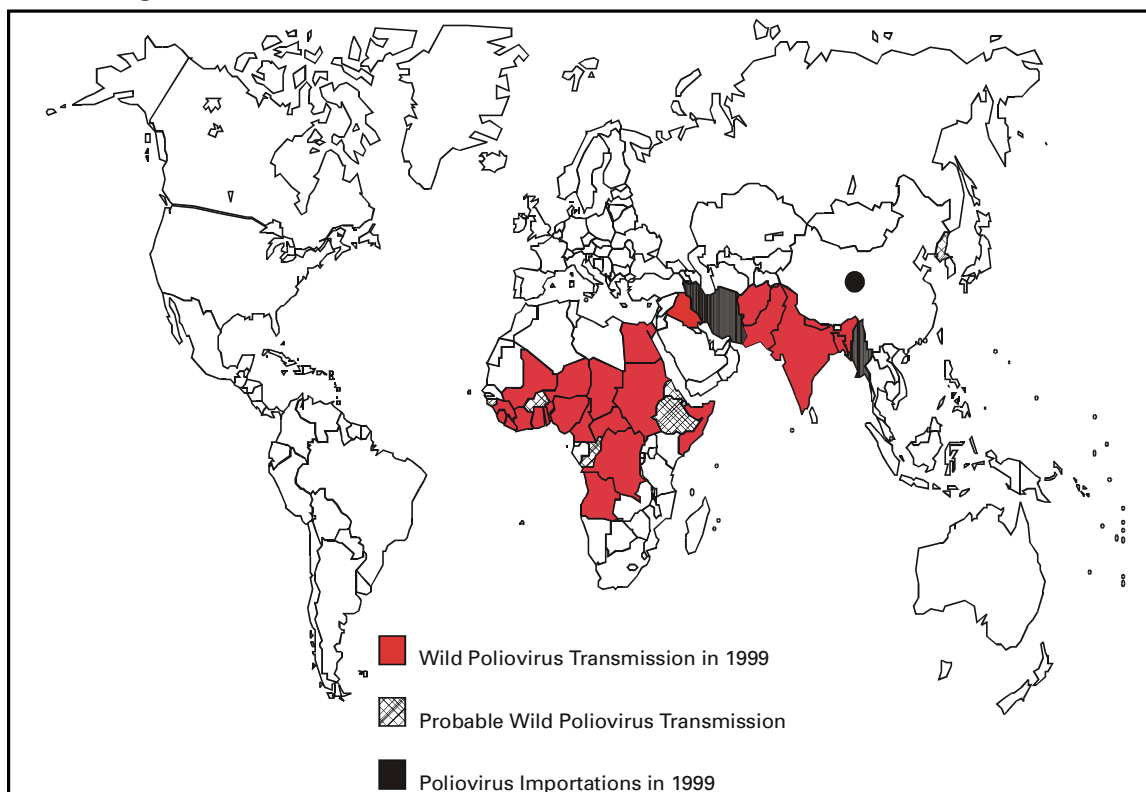 Wild Poliovirus Transmission in 1999
Probable Wild Poliovirus Transmission
Poliovirus Importations in 1999